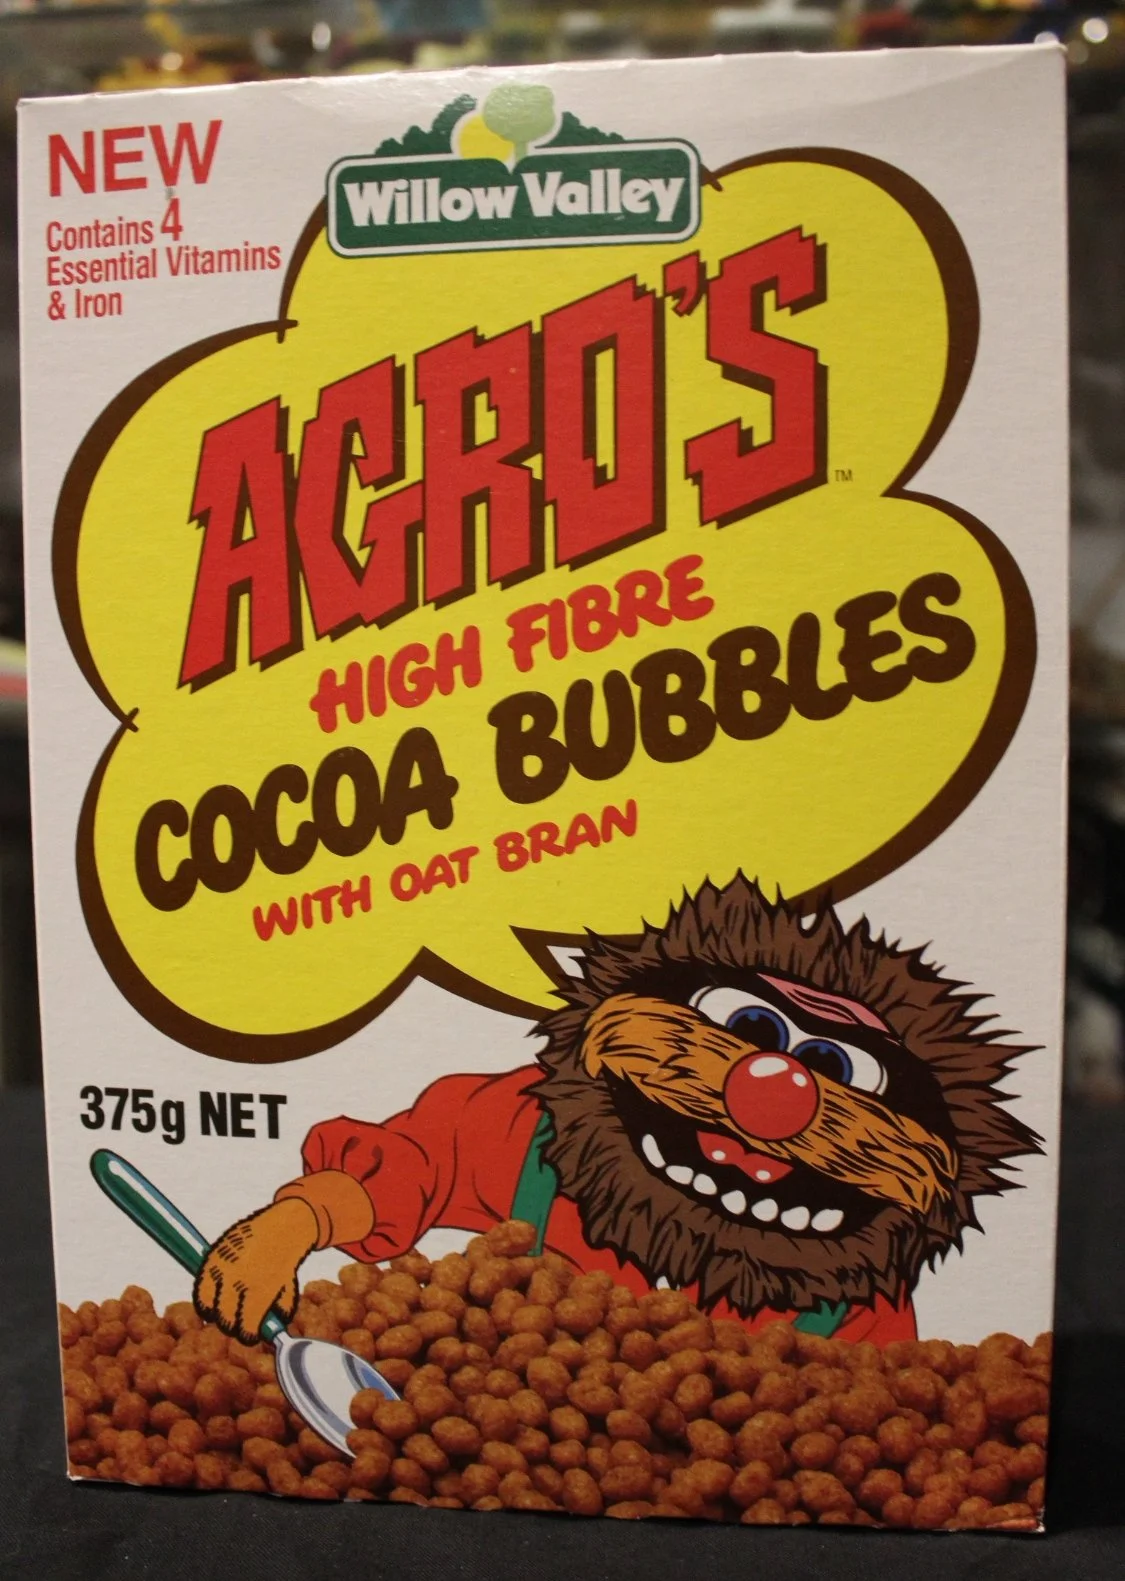 NEW
Contains 4
Essential Vitamins
& Iron
Willow Valley
AGRO'S
TM
HIGH FIBRE
COCOA BUBBLES
WITH OAT BRAN
375g NET